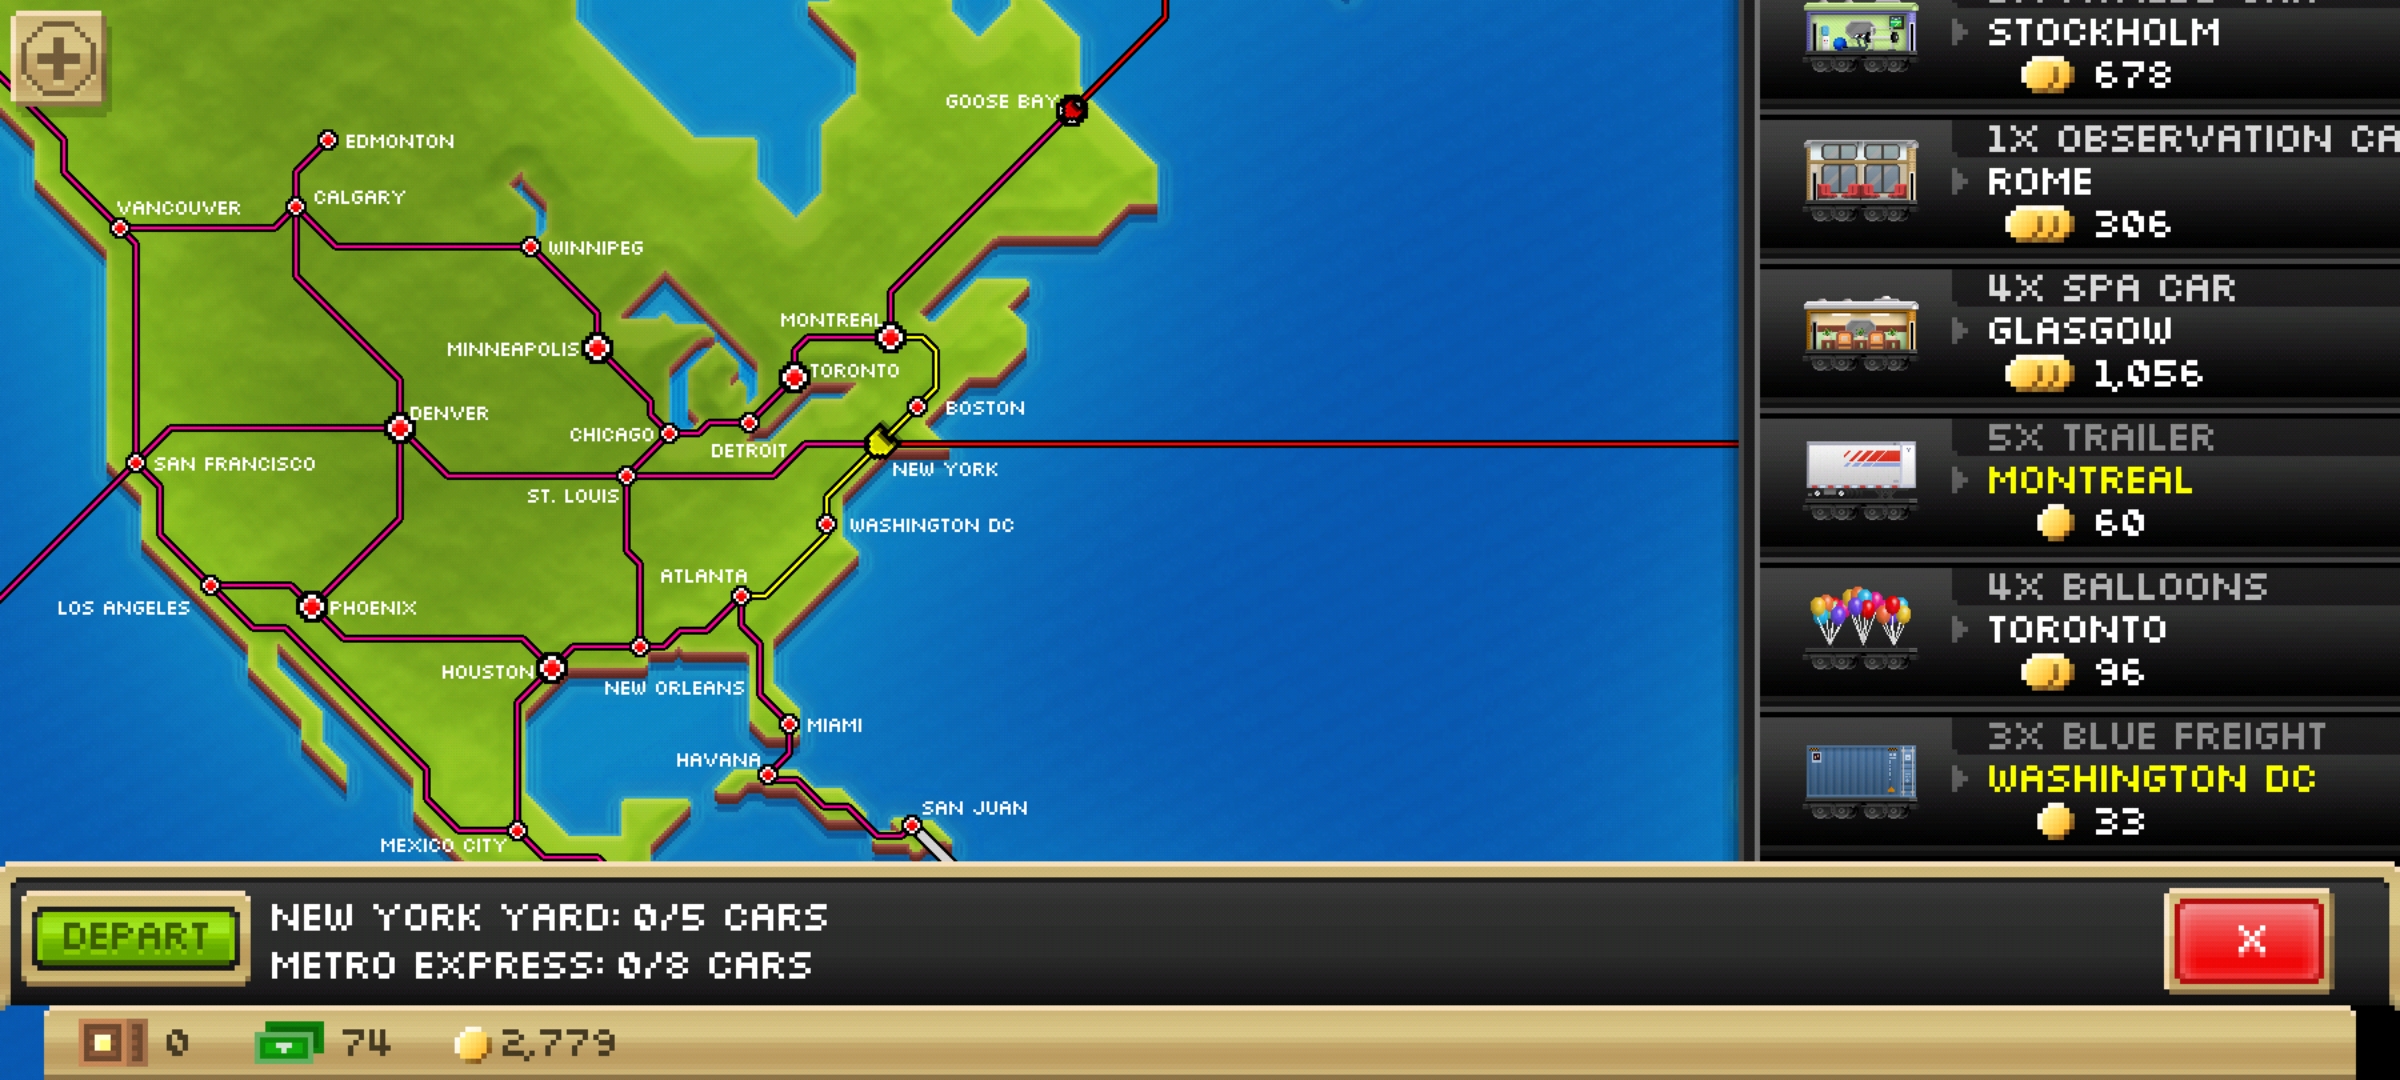 GOOSE BAY
EDMONTON
CALGARY
VANCOUVER
WINNIPEG
MONTREAL
MINNEAPOLIS
TORONTO
DENVER
BOSTON
CHICAGO
DETROIT
SAN FRANCISCO
NEW YORK
ST. LOUIS
WASHINGTON DC
ATLANTA
LOS ANGELES
PHOENIX
HOUSTON
NEW ORLEANS
MIAMI
HAVANA
SAN JUAN
MEXICO CITY
STOCKHOLM
678
1X OBSERVATION CA
ROME
306
4X SPA CAR
GLASGOW
1,056
5X TRAILER
MONTREAL
60
4X BALLOONS
TORONTO
96
3X BLUE FREIGHT
WASHINGTON DC
33
DEPART
NEW YORK YARD: 0/5 CARS
METRO EXPRESS: 0/8 CARS
X
0
74
2,779